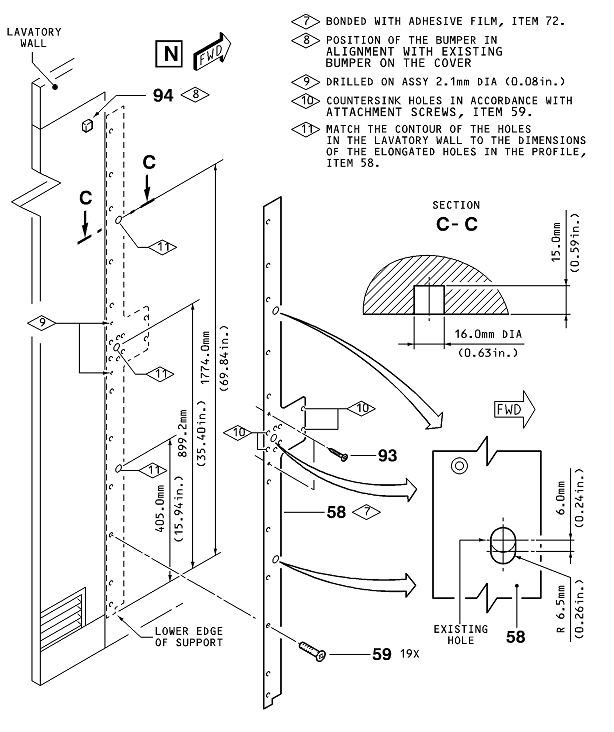 LAVATORY
WALL
N
FWD
94 8
7 BONDED WITH ADHESIVE FILM, ITEM 72.
8 POSITION OF THE BUMPER IN
ALIGNMENT WITH EXISTING
BUMPER ON THE COVER
9 DRILLED ON ASSY 2.1mm DIA (0.08in.)
10 COUNTERSINK HOLES IN ACCORDANCE WITH
ATTACHMENT SCREWS, ITEM 59.
11 MATCH THE CONTOUR OF THE HOLES
IN THE LAVATORY WALL TO THE DIMENSIONS
OF THE ELONGATED HOLES IN THE PROFILE,
ITEM 58.
C
C
11
9
11
11
405.0mm
(15.94in.)
899.2mm
(35.40in.)
1774.0mm
(69.84in.)
LOWER EDGE
OF SUPPORT
SECTION
C-C
15.0mm
(0.59in.)
16.0mm DIA
(0.63in.)
10
10
93
58 7
59 19X
FWD
6.0mm
(0.24in.)
R 6.5mm
(0.26in.)
EXISTING
HOLE
58